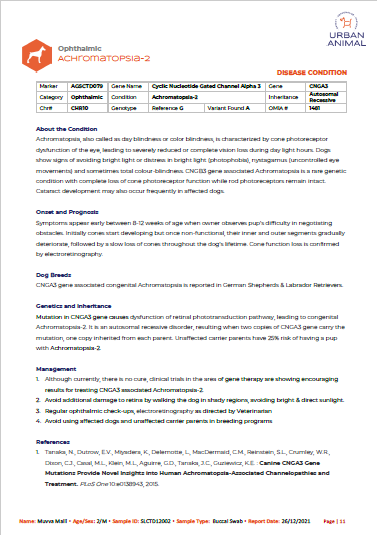 URBAN
ANIMAL
Ophthalmic
ACHROMATOPSIA-2
DISEASE CONDITION
Marker AGSCTD079 Gene Name Cyclic Nucleotide Gated Channel Alpha 3 Gene CNGA3
Category Ophthalmic Condition Achromatopsia-2 Inheritance Autosomal Recessive
Chr# CHR10 Genotype Reference G Variant Found A OMIA # 1481
About the Condition
Achromatopsia, also called as day blindness or color blindness, is characterized by cone photoreceptor
dysfunction of the eye, leading to severely reduced or complete vision loss during day light hours. Dogs
show signs of avoiding bright light or distress in bright light (photophobia), nystagamus (uncontrolled eye
movements) and sometimes total colour-blindness. CNGB3 gene associated Achromatopsia is a rare genetic
condition with complete loss of cone photoreceptor function while rod photoreceptors remain intact.
Cataract development may also occur frequently in affected dogs.
Onset and Prognosis
Symptoms appear early between 8-12 weeks of age when owner observes pup's difficulty in negotiating
obstacles. Initially cones start developing but once non-functional, their inner and outer segments gradually
deteriorate, followed by a slow loss of cones throughout the dog's lifetime. Cone function loss is confirmed
by electroretinography.
Dog Breeds
CNGA3 gene associated congenital Achromatopsia is reported in German Shepherds & Labrador Retrievers.
Genetics and Inheritance
Mutation in CNGA3 gene causes dysfunction of retinal phototransduction pathway, leading to congenital
Achromatopsia-2. It is an autosomal recessive disorder, resulting when two copies of CNGA3 gene carry the
mutation, one copy inherited from each parent. Unaffected carrier parents have 25% risk of having a pup
with Achromatopsia-2.
Management
1. Although currently, there is no cure, clinical trials in the area of gene therapy are showing encouraging
results for treating CNGA3 associated Achromatopsia-2.
2. Avoid additional damage to retina by walking the dog in shady regions, avoiding bright & direct sunlight.
3. Regular ophthalmic check-ups, electroretinography as directed by Veterinarian
4. Avoid using affected dogs and unaffected carrier parents in breeding programs
References
1. Tanaka, N., Dutrow, E.V., Miyadera, K., Delemotte, L., MacDermaid, C.M., Reinstein, S.L., Crumley, W.R.,
Dixon, C.J., Casal, M.L., Klein, M.L., Aguirre, G.D., Tanaka, J.C., Guziewicz, K.E. : Canine CNGA3 Gene
Mutations Provide Novel Insights into Human Achromatopsia-Associated Channelopathies and
Treatment. PLoS One 10:e0138943, 2015.
Name: Muvva Malli • Age/Sex: 2/M • Sample ID: SLCTD12002 • Sample Type: Buccal Swab • Report Date: 26/12/2021 Page | 11